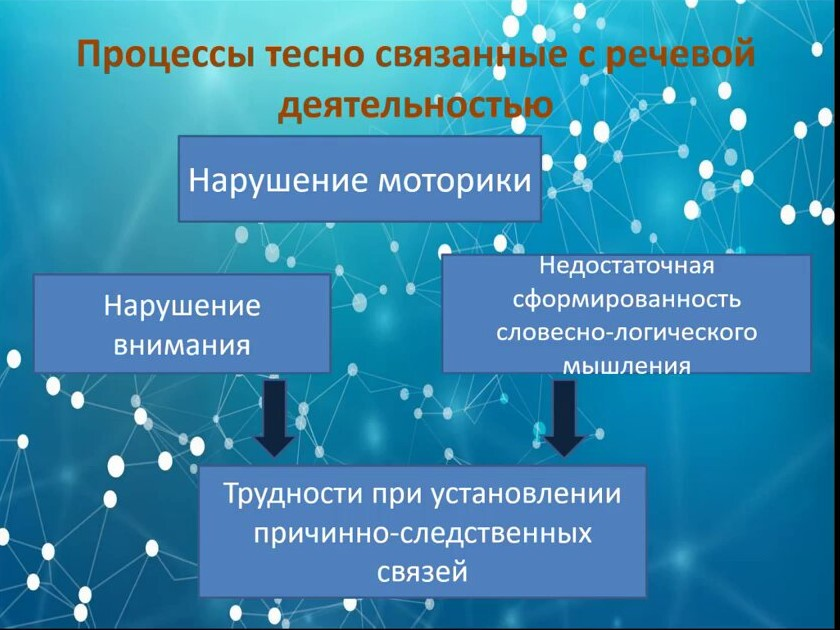 Процессы тесно связанные с речевой
деятельностью
Нарушение моторики
Нарушение
внимания
Недостаточная
сформированность
словесно-логического
мышления
Трудности при установлении
причинно-следственных
связей